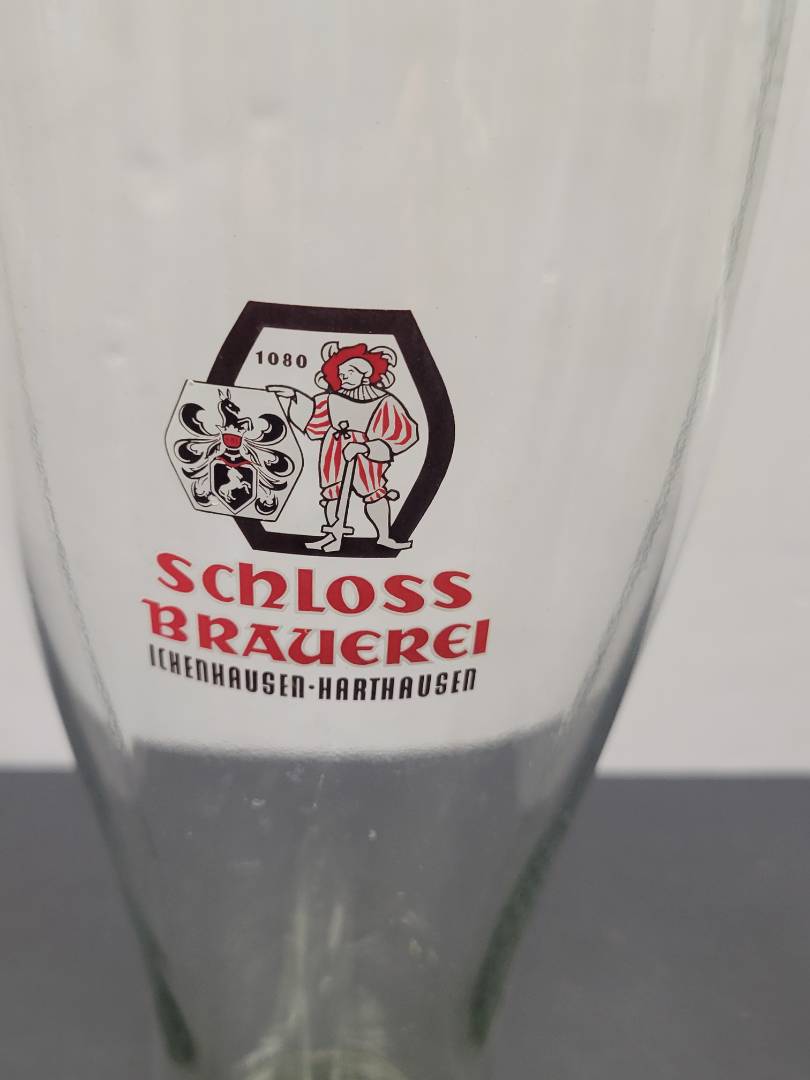 1080
SCHLOSS
BRAUEREI
ICHENHAUSEN-HARTHAUSEN